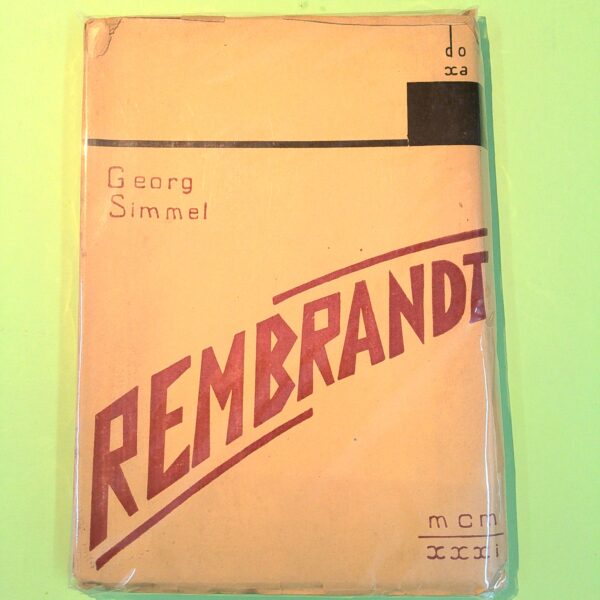 do
xa
Georg
Simmel
REMBRANDT
mcm
xxxi